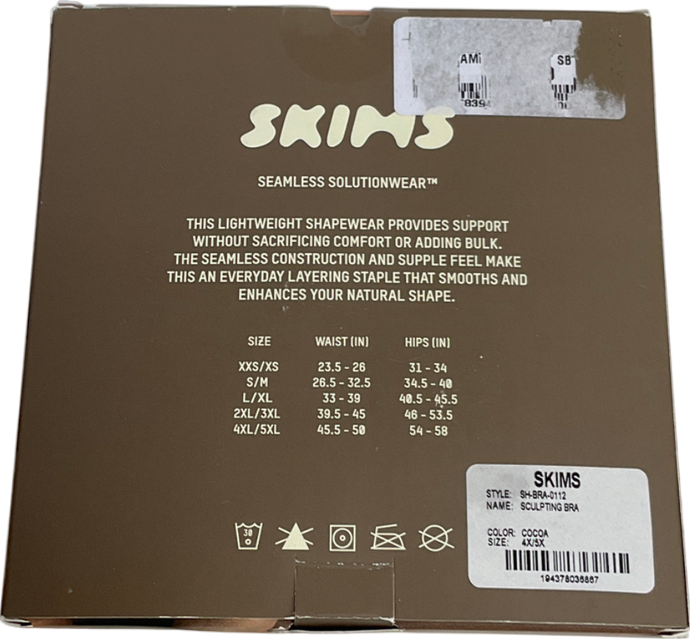 AMi SB
839
SKIMS
SEAMLESS SOLUTIONWEAR™
THIS LIGHTWEIGHT SHAPEWEAR PROVIDES SUPPORT
WITHOUT SACRIFICING COMFORT OR ADDING BULK.
THE SEAMLESS CONSTRUCTION AND SUPPLE FEEL MAKE
THIS AN EVERYDAY LAYERING STAPLE THAT SMOOTHS AND
ENHANCES YOUR NATURAL SHAPE.
SIZE WAIST (IN) HIPS (IN)
XXS/XS 23.5 - 26 31 - 34
S/M 26.5 - 32.5 34.5 - 40
L/XL 33 - 39 40.5 - 45.5
2XL/3XL 39.5 - 45 46 - 53.5
4XL/5XL 45.5 - 50 54 - 58
30
SKIMS
STYLE: SH-BRA-0112
NAME: SCULPTING BRA
COLOR: COCOA
SIZE: 4X/5X
194378036867